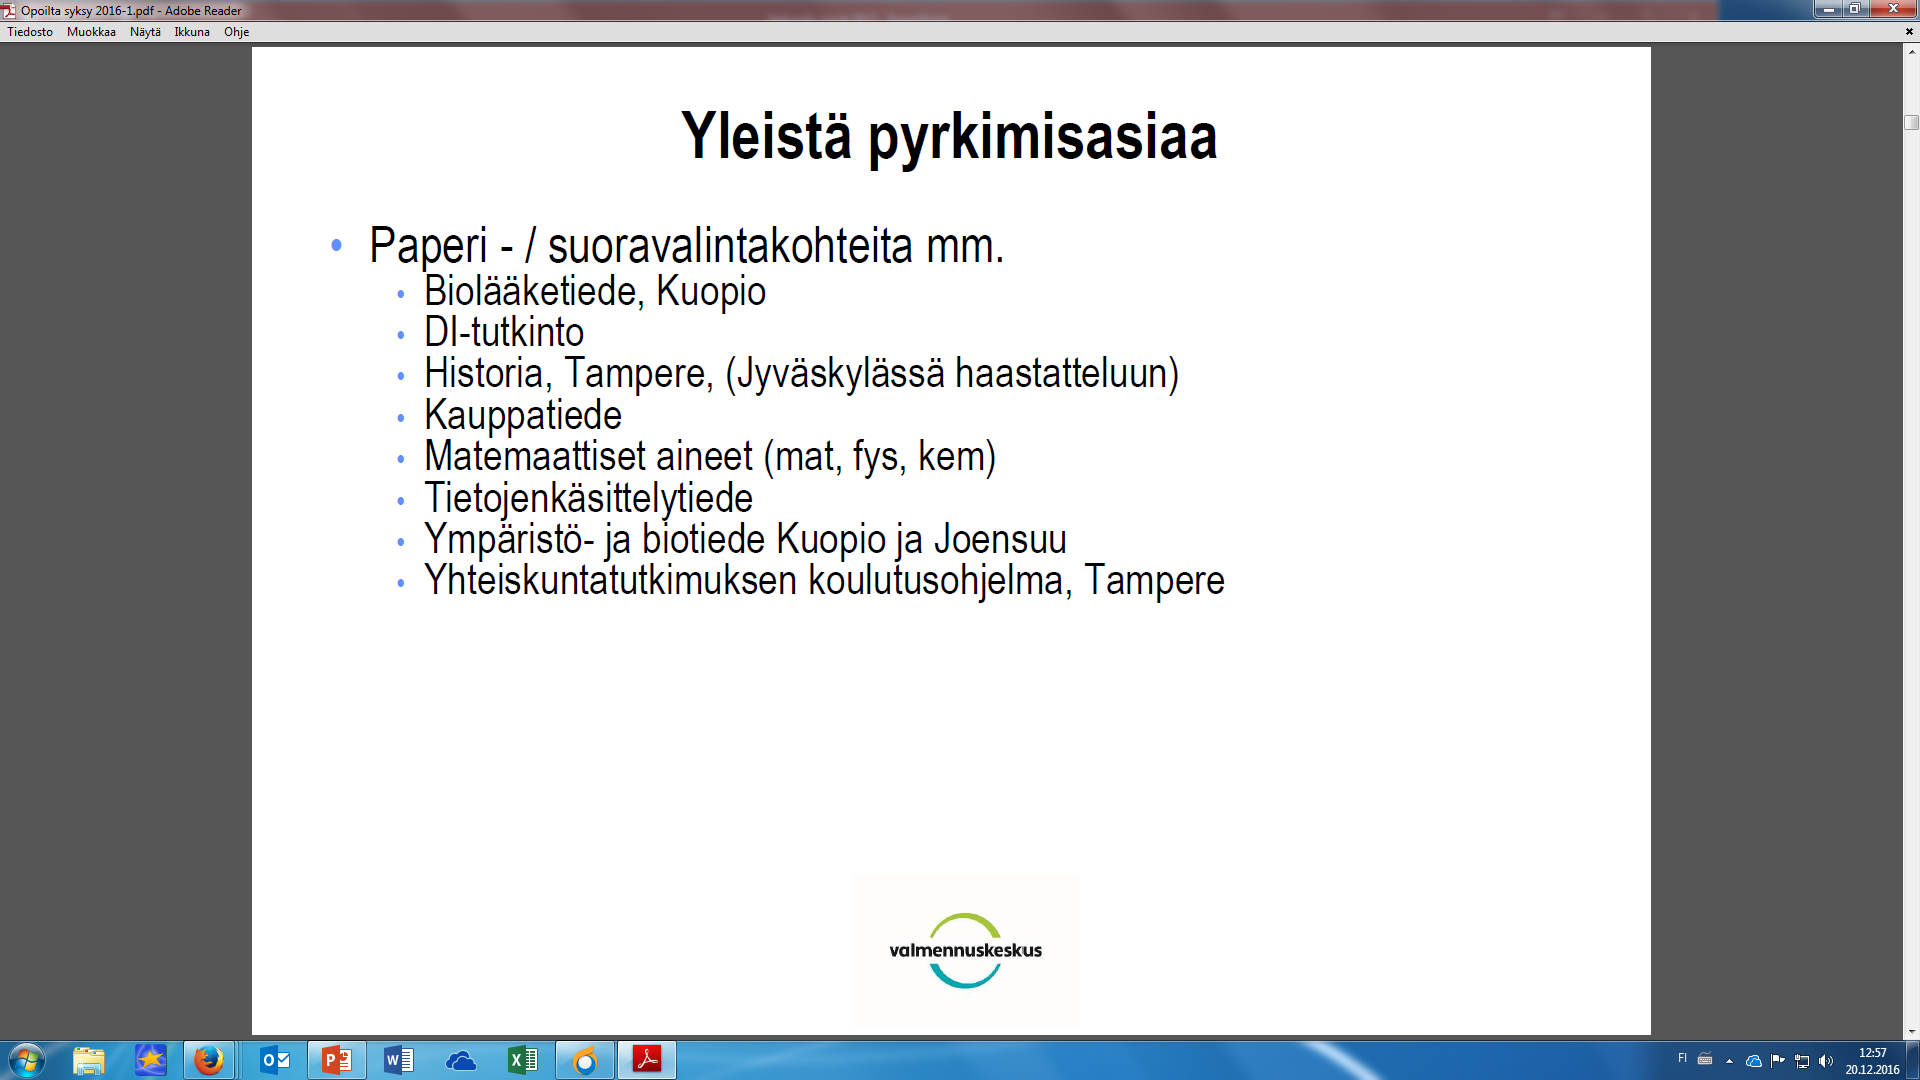 Opoilta syksy 2016-1.pdf - Adobe Reader
Tiedosto Muokkaa Näytä Ikkuna Ohje
Yleistä pyrkimisasiaa
• Paperi - / suoravalintakohteita mm.
• Biolääketiede, Kuopio
• DI-tutkinto
• Historia, Tampere, (Jyväskylässä haastatteluun)
• Kauppatiede
• Matemaattiset aineet (mat, fys, kem)
• Tietojenkäsittelytiede
• Ympäristö- ja biotiede Kuopio ja Joensuu
• Yhteiskuntatutkimuksen koulutusohjelma, Tampere
valmennuskeskus
FI
12:57
20.12.2016